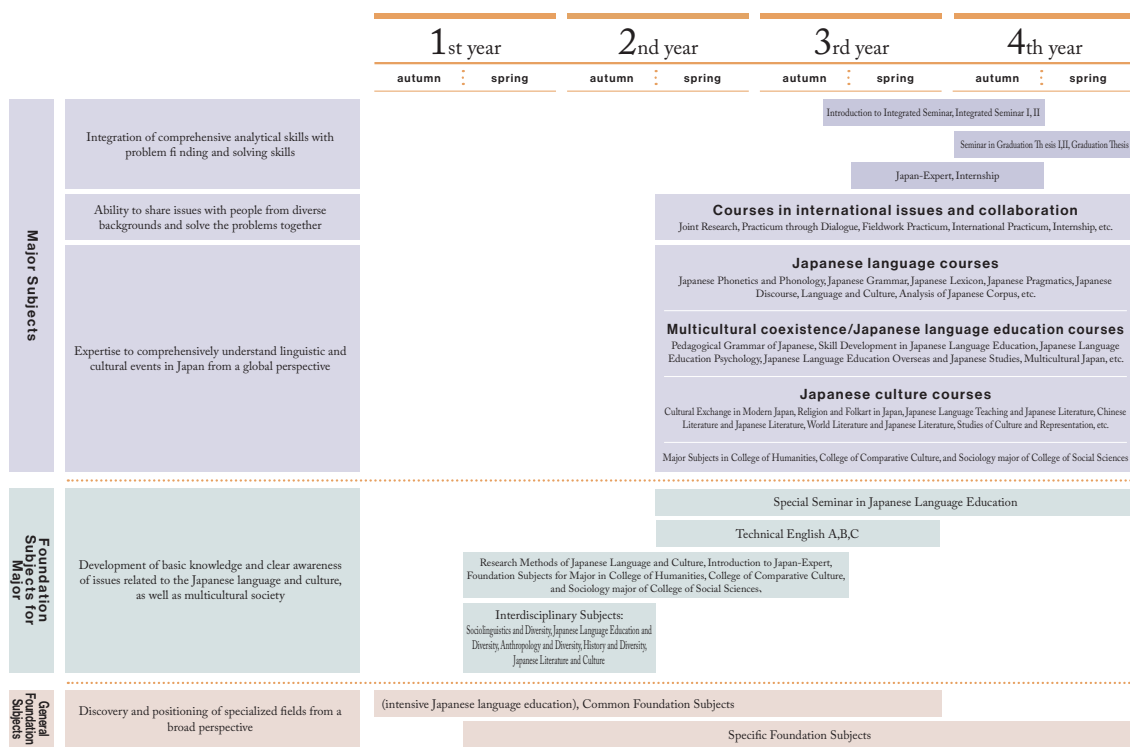 1st year 2nd year 3rd year 4th year
autumn spring autumn spring autumn spring autumn spring
Major Subjects
Integration of comprehensive analytical skills with
problem fi nding and solving skills
Introduction to Integrated Seminar, Integrated Seminar I, II
Seminar in Graduation Th esis I,II, Graduation Thesis
Japan-Expert, Internship
Ability to share issues with people from diverse
backgrounds and solve the problems together
Courses in international issues and collaboration
Joint Research, Practicum through Dialogue, Fieldwork Practicum, International Practicum, Internship, etc.
Expertise to comprehensively understand linguistic and
cultural events in Japan from a global perspective
Japanese language courses
Japanese Phonetics and Phonology, Japanese Grammar, Japanese Lexicon, Japanese Pragmatics, Japanese
Discourse, Language and Culture, Analysis of Japanese Corpus, etc.
Multicultural coexistence/Japanese language education courses
Pedagogical Grammar of Japanese, Skill Development in Japanese Language Education, Japanese Language
Education Psychology, Japanese Language Education Overseas and Japanese Studies, Multicultural Japan, etc.
Japanese culture courses
Cultural Exchange in Modern Japan, Religion and Folkart in Japan, Japanese Language Teaching and Japanese Literature, Chinese
Literature and Japanese Literature, World Literature and Japanese Literature, Studies of Culture and Representation, etc.
Major Subjects in College of Humanities, College of Comparative Culture, and Sociology major of College of Social Sciences
Foundation
Subjects for
Major
Development of basic knowledge and clear awareness
of issues related to the Japanese language and culture,
as well as multicultural society
Special Seminar in Japanese Language Education
Technical English A,B,C
Research Methods of Japanese Language and Culture, Introduction to Japan-Expert,
Foundation Subjects for Major in College of Humanities, College of Comparative Culture,
and Sociology major of College of Social Sciences.
Interdisciplinary Subjects:
Sociolinguistics and Diversity, Japanese Language Education and
Diversity, Anthropology and Diversity, History and Diversity,
Japanese Literature and Culture
General
Foundation
Subjects
Discovery and positioning of specialized fields from a
broad perspective
(intensive Japanese language education), Common Foundation Subjects
Specific Foundation Subjects